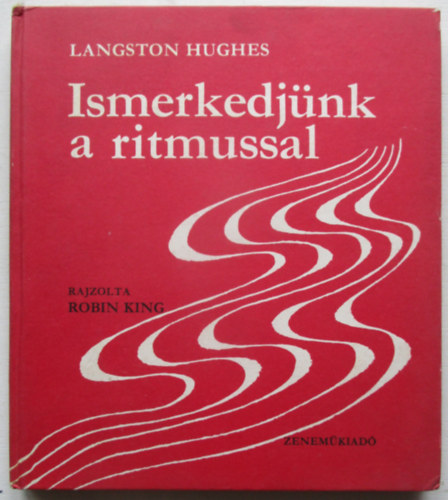 LANGSTON HUGHES
Ismerkedjünk
a ritmussal
RAJZOLTA
ROBIN KING
ZENEMŰKIADÓ